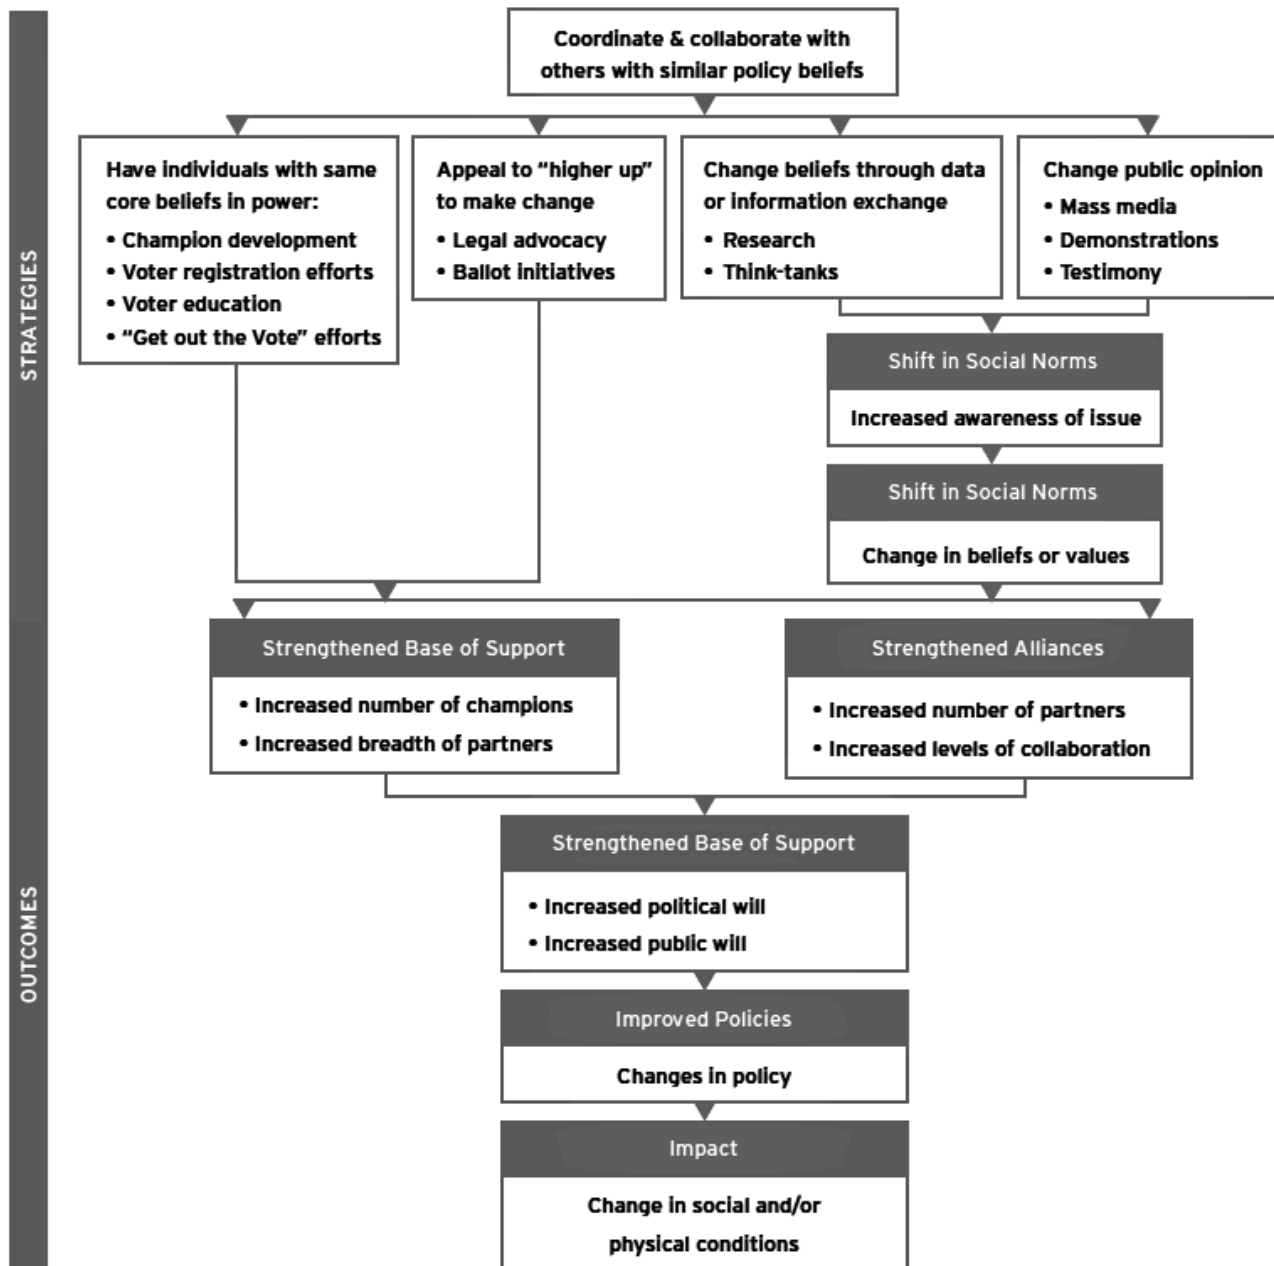 Coordinate & collaborate with
others with similar policy beliefs
Have individuals with same
core beliefs in power:
• Champion development
• Voter registration efforts
• Voter education
• “Get out the Vote” efforts
Appeal to “higher up”
to make change
• Legal advocacy
• Ballot initiatives
Change beliefs through data
or information exchange
• Research
• Think-tanks
Change public opinion
• Mass media
• Demonstrations
• Testimony
STRATEGIES
Shift in Social Norms
Increased awareness of issue
Shift in Social Norms
Change in beliefs or values
Strengthened Base of Support
• Increased number of champions
• Increased breadth of partners
Strengthened Alliances
• Increased number of partners
• Increased levels of collaboration
OUTCOMES
Strengthened Base of Support
• Increased political will
• Increased public will
Improved Policies
Changes in policy
Impact
Change in social and/or
physical conditions